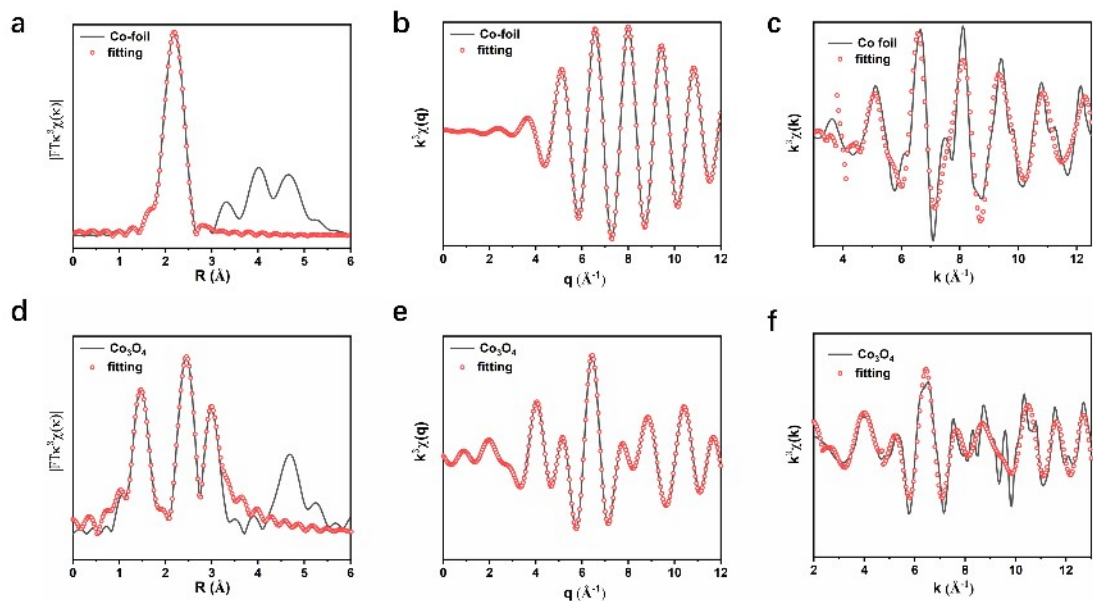 a
Co-foil
fitting
|FTκ³χ(κ)|
0 1 2 3 4 5 6
R (Å)
b
Co-foil
fitting
k³χ(q)
0 2 4 6 8 10 12
q (Å⁻¹)
c
Co foil
fitting
k³χ(k)
4 6 8 10 12
k (Å⁻¹)
d
Co₃O₄
fitting
|FTκ³χ(κ)|
0 1 2 3 4 5 6
R (Å)
e
Co₃O₄
fitting
k³χ(q)
0 2 4 6 8 10 12
q (Å⁻¹)
f
Co₃O₄
fitting
k³χ(k)
2 4 6 8 10 12
k (Å⁻¹)